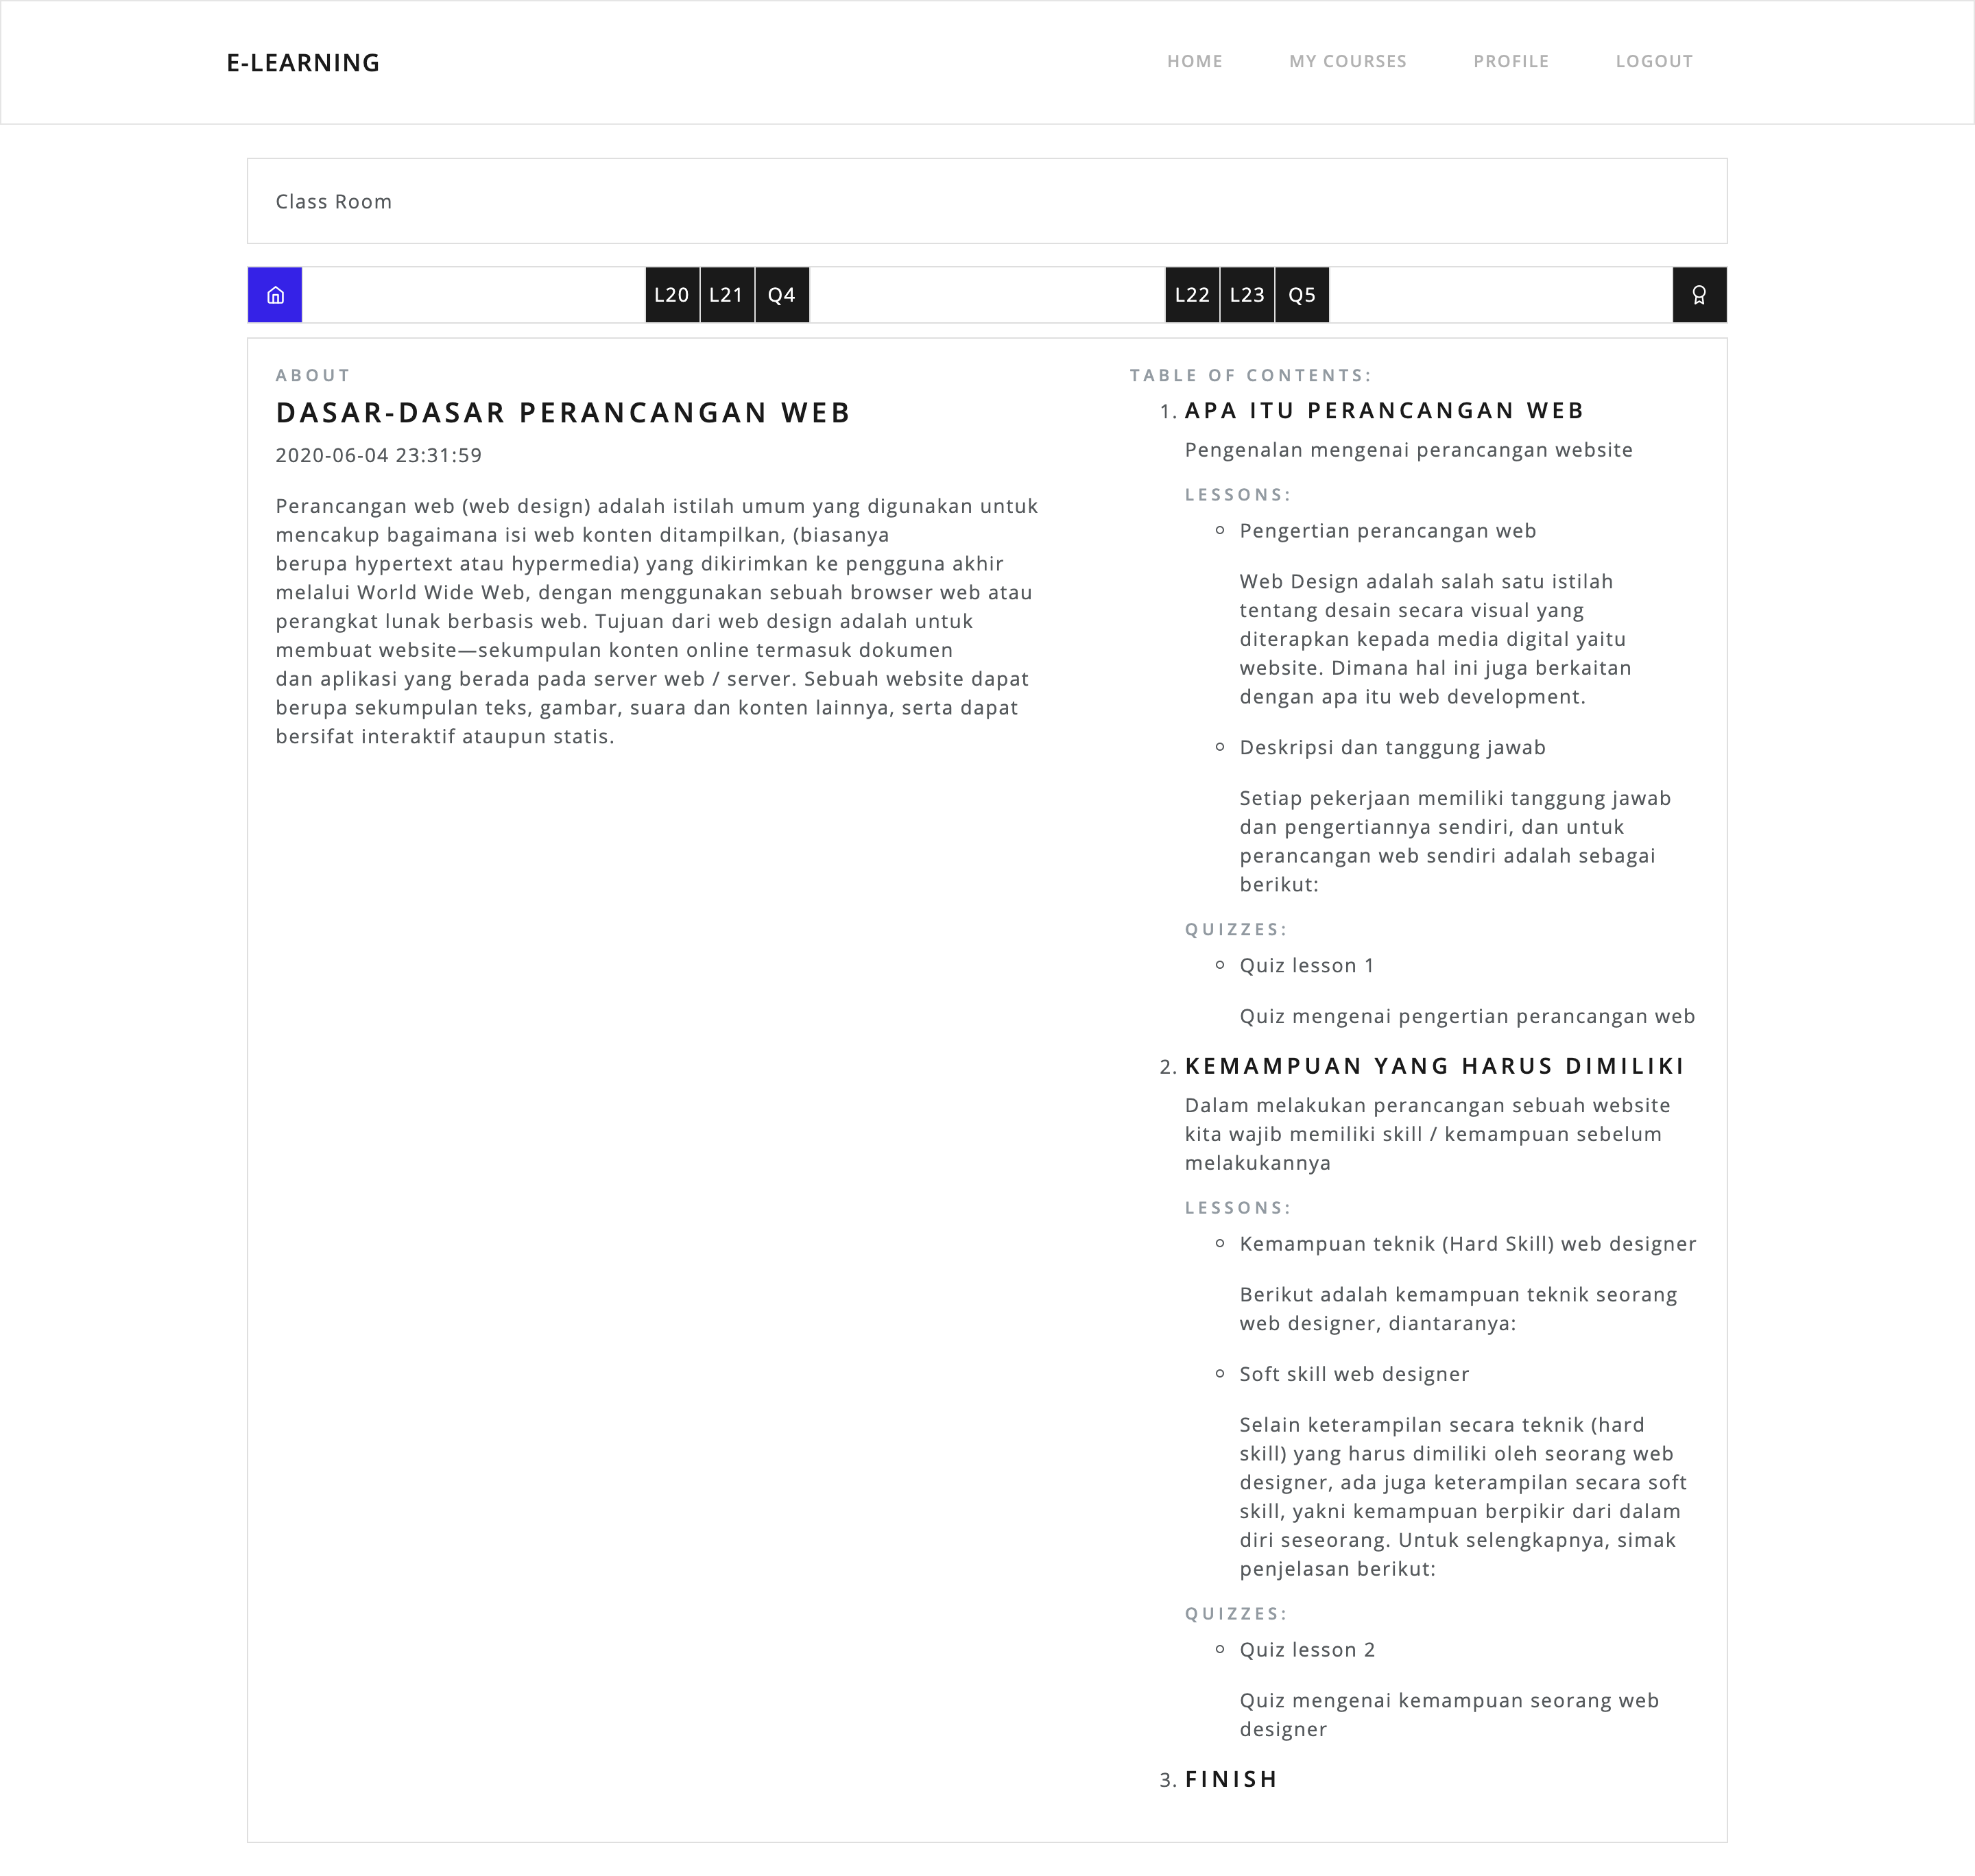 E-LEARNING
HOME MY COURSES PROFILE LOGOUT
Class Room
L20 L21 Q4 L22 L23 Q5
ABOUT
DASAR-DASAR PERANCANGAN WEB
2020-06-04 23:31:59
Perancangan web (web design) adalah istilah umum yang digunakan untuk
mencakup bagaimana isi web konten ditampilkan, (biasanya
berupa hypertext atau hypermedia) yang dikirimkan ke pengguna akhir
melalui World Wide Web, dengan menggunakan sebuah browser web atau
perangkat lunak berbasis web. Tujuan dari web design adalah untuk
membuat website—sekumpulan konten online termasuk dokumen
dan aplikasi yang berada pada server web / server. Sebuah website dapat
berupa sekumpulan teks, gambar, suara dan konten lainnya, serta dapat
bersifat interaktif ataupun statis.
TABLE OF CONTENTS:
1. APA ITU PERANCANGAN WEB
Pengenalan mengenai perancangan website
LESSONS:
Pengertian perancangan web
Web Design adalah salah satu istilah
tentang desain secara visual yang
diterapkan kepada media digital yaitu
website. Dimana hal ini juga berkaitan
dengan apa itu web development.
Deskripsi dan tanggung jawab
Setiap pekerjaan memiliki tanggung jawab
dan pengertiannya sendiri, dan untuk
perancangan web sendiri adalah sebagai
berikut:
QUIZZES:
Quiz lesson 1
Quiz mengenai pengertian perancangan web
2. KEMAMPUAN YANG HARUS DIMILIKI
Dalam melakukan perancangan sebuah website
kita wajib memiliki skill / kemampuan sebelum
melakukannya
LESSONS:
Kemampuan teknik (Hard Skill) web designer
Berikut adalah kemampuan teknik seorang
web designer, diantaranya:
Soft skill web designer
Selain keterampilan secara teknik (hard
skill) yang harus dimiliki oleh seorang web
designer, ada juga keterampilan secara soft
skill, yakni kemampuan berpikir dari dalam
diri seseorang. Untuk selengkapnya, simak
penjelasan berikut:
QUIZZES:
Quiz lesson 2
Quiz mengenai kemampuan seorang web
designer
3. FINISH